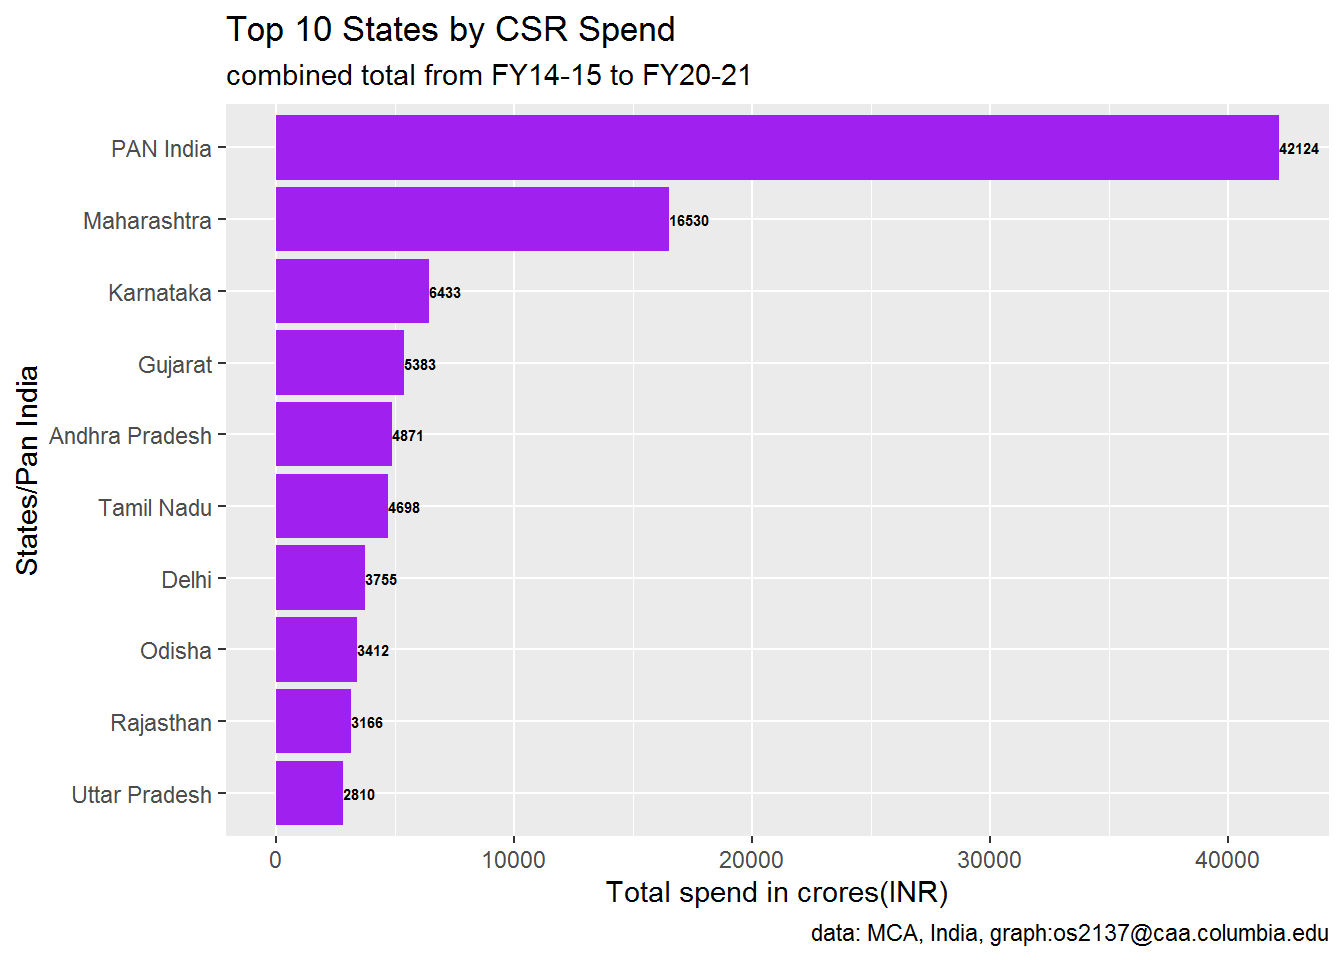 Top 10 States by CSR Spend
combined total from FY14-15 to FY20-21
States/Pan India
PAN India 42124
Maharashtra 16530
Karnataka 6433
Gujarat 5383
Andhra Pradesh 4871
Tamil Nadu 4698
Delhi 3755
Odisha 3412
Rajasthan 3166
Uttar Pradesh 2810
0 10000 20000 30000 40000
Total spend in crores(INR)
data: MCA, India, graph:os2137@caa.columbia.edu